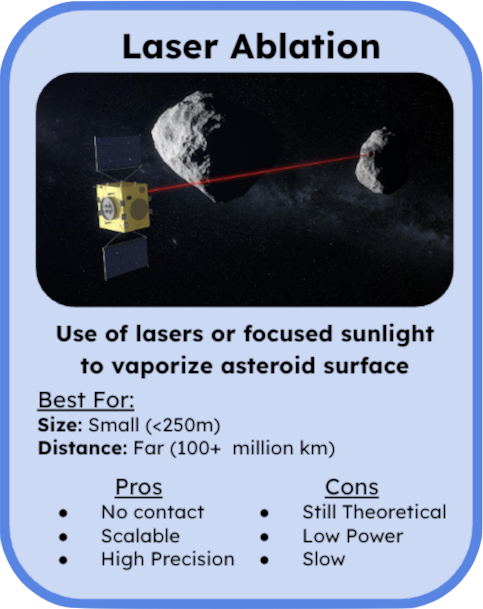 Laser Ablation
Use of lasers or focused sunlight
to vaporize asteroid surface
Best For:
Size: Small (<250m)
Distance: Far (100+ million km)
Pros
● No contact
● Scalable
● High Precision
Cons
● Still Theoretical
● Low Power
● Slow